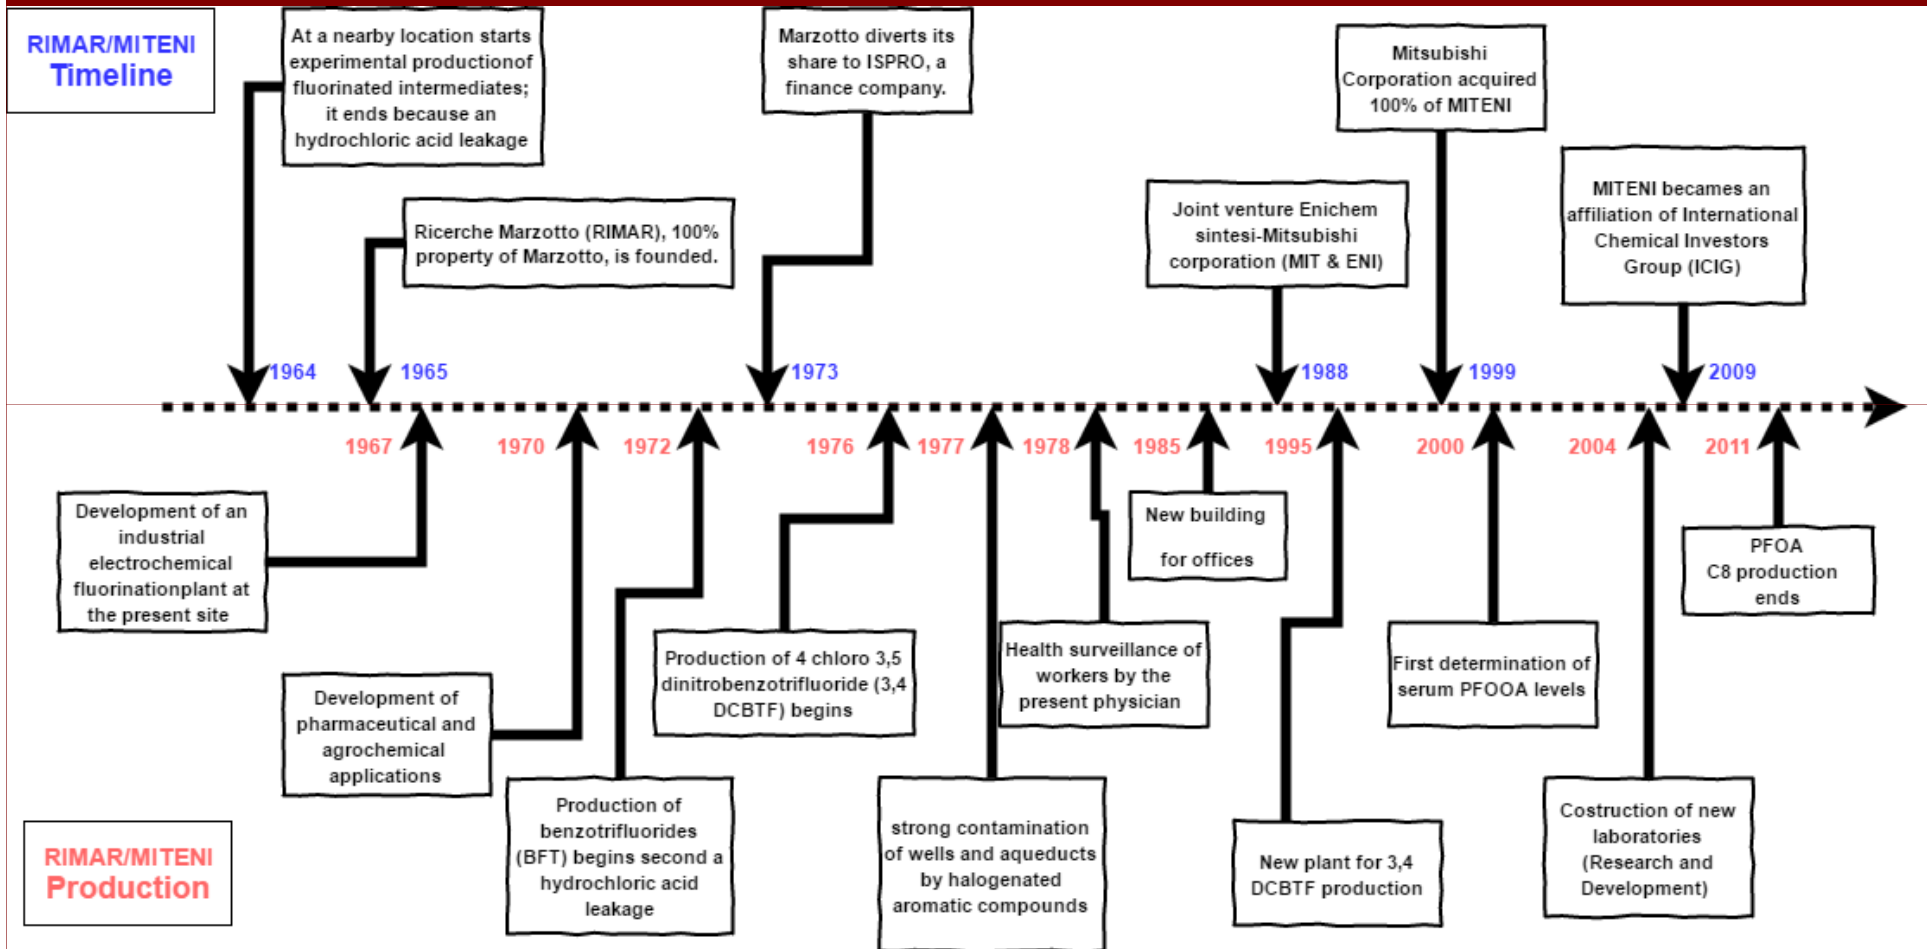 RIMAR/MITENI
Timeline
At a nearby location starts
experimental productionof
fluorinated intermediates;
it ends because an
hydrochloric acid leakage
Marzotto diverts its
share to ISPRO, a
finance company.
Mitsubishi
Corporation acquired
100% of MITENI
Ricerche Marzotto (RIMAR), 100%
property of Marzotto, is founded.
Joint venture Enichem
sintesi-Mitsubishi
corporation (MIT & ENI)
MITENI becames an
affiliation of International
Chemical Investors
Group (ICIG)
1964
1965
1973
1988
1999
2009
1967
1970
1972
1976
1977
1978
1985
1995
2000
2004
2011
Development of an
industrial
electrochemical
fluorinationplant at
the present site
New building
for offices
PFOA
C8 production
ends
Development of
pharmaceutical and
agrochemical
applications
Production of 4 chloro 3,5
dinitrobenzotrifluoride (3,4
DCBTF) begins
Health surveillance of
workers by the
present physician
First determination of
serum PFOOA levels
Production of
benzotrifluorides
(BFT) begins second a
hydrochloric acid
leakage
strong contamination
of wells and aqueducts
by halogenated
aromatic compounds
New plant for 3,4
DCBTF production
Costruction of new
laboratories
(Research and
Development)
RIMAR/MITENI
Production